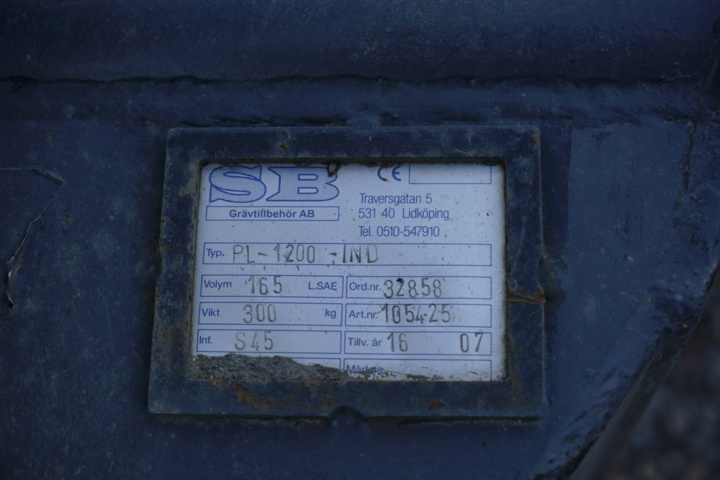 SB CE
Grävtillbehör AB
Traversgatan 5
531 40 Lidköping
Tel. 0510-547910
Typ. PL-1200-IND
Volym 165 L.SAE Ord.nr. 32858
Vikt 300 kg Art.nr. 105425
Inf. S45 Tillv. år 16 07
Märkng